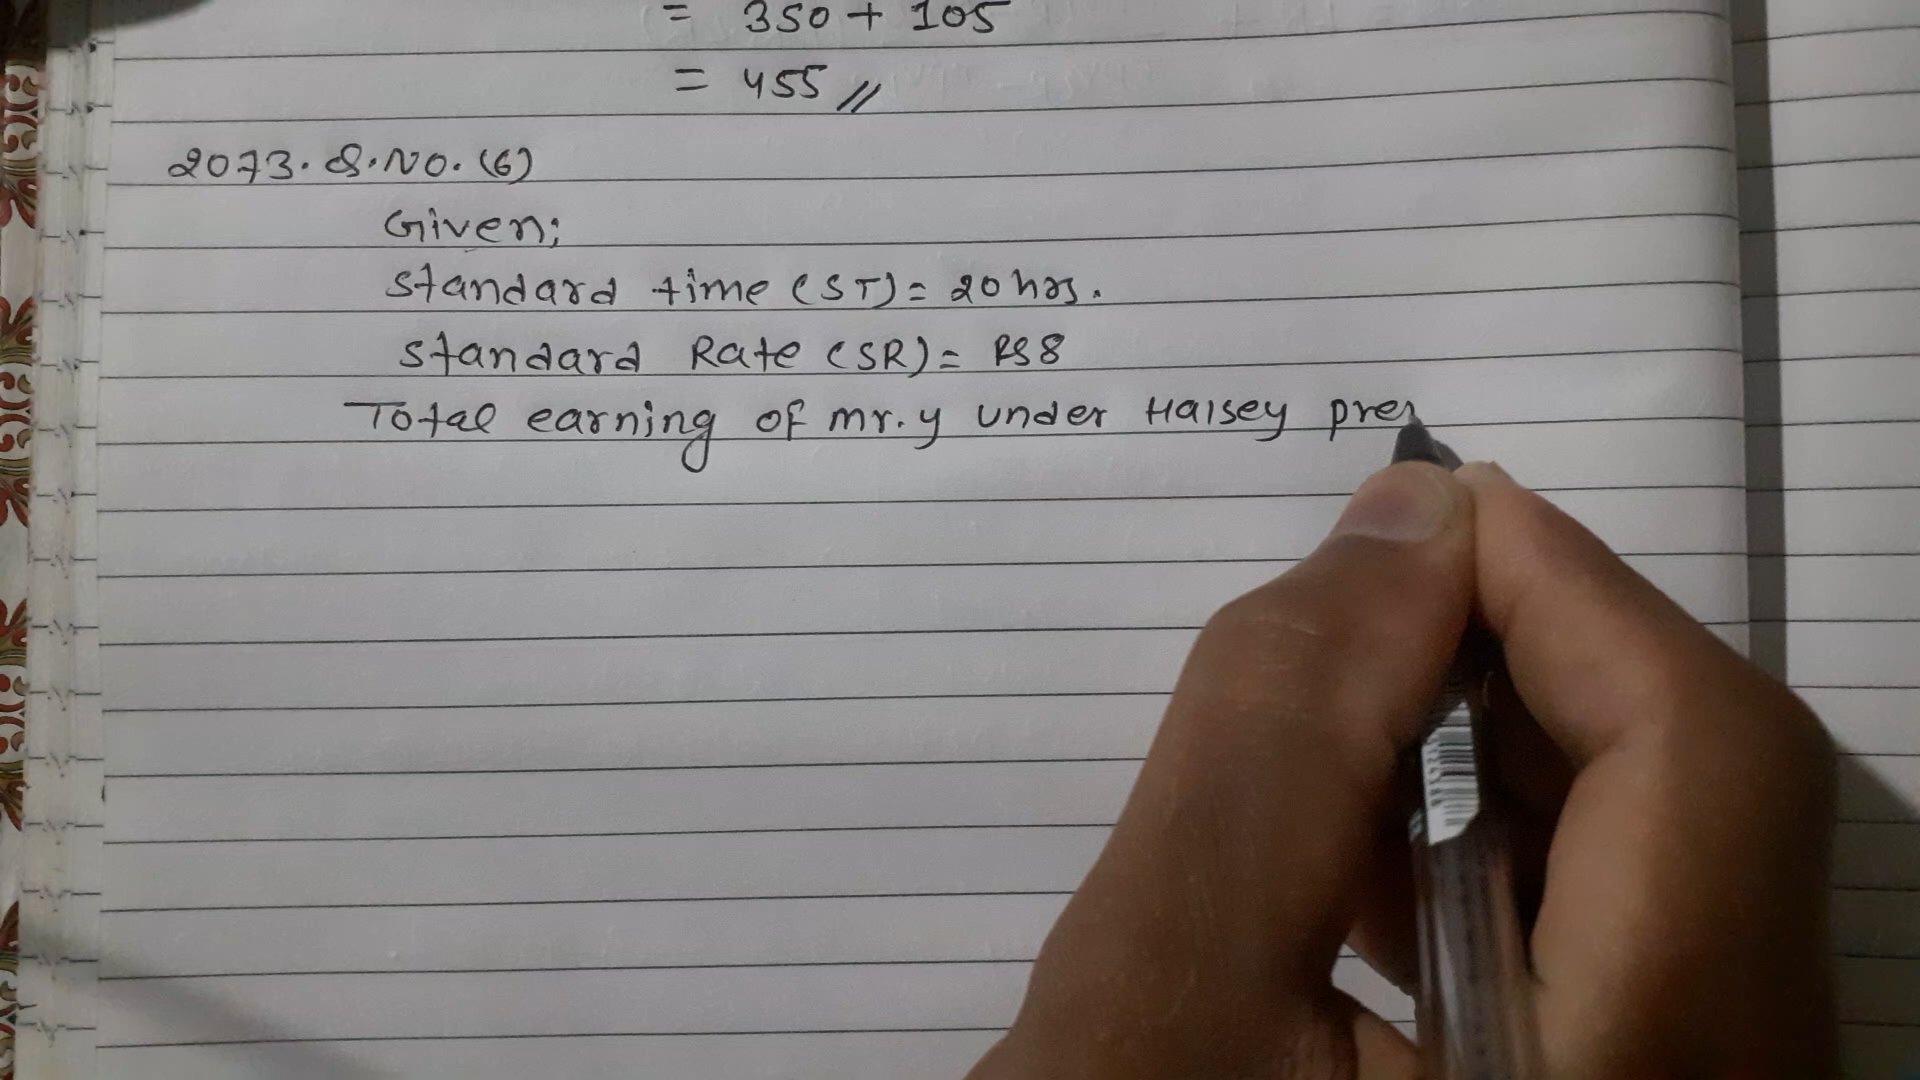 = 350 + 105
= 455 //
2073. Q.NO. (6)
Given;
standard time (ST) = 20 hrs.
standard Rate (SR) = RS 8
Total earning of mr. y under Halsey prem